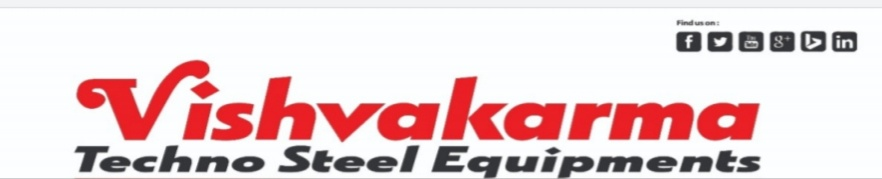 Find us on :
Vishvakarma
Techno Steel Equipments